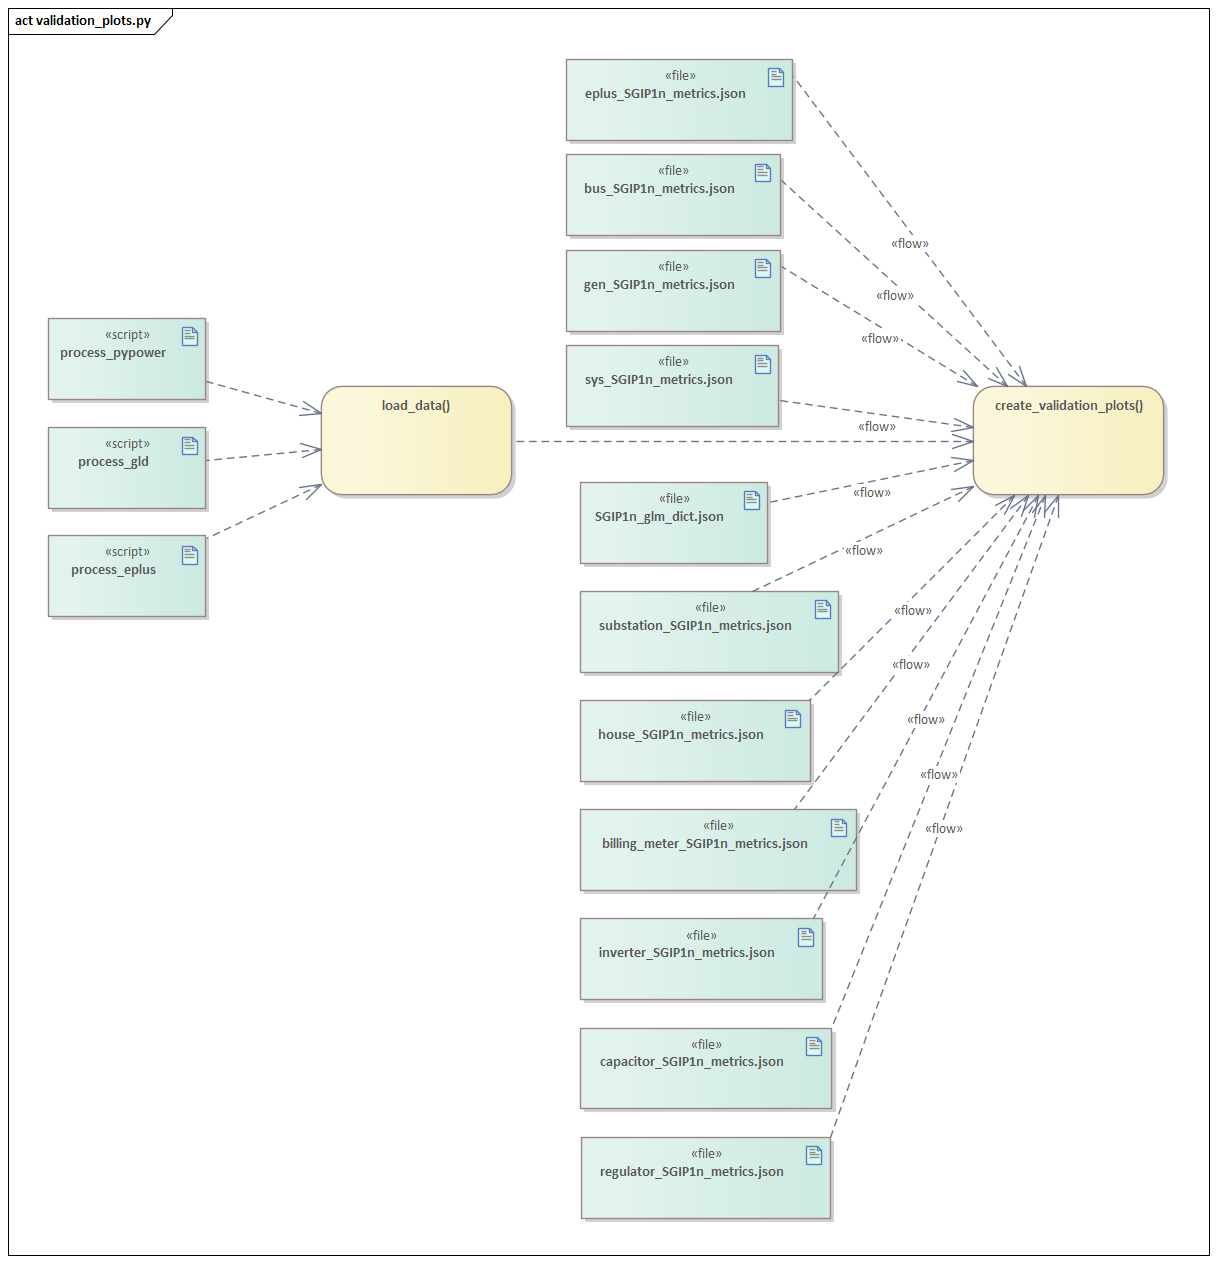 act validation_plots.py
«file»
eplus_SGIP1n_metrics.json
«file»
bus_SGIP1n_metrics.json
«flow»
«file»
gen_SGIP1n_metrics.json
«flow»
«script»
process_pypower
«flow»
«file»
sys_SGIP1n_metrics.json
load_data()
create_validation_plots()
«flow»
«script»
process_gld
«file»
SGIP1n_glm_dict.json
«flow»
«script»
process_eplus
«flow»
«file»
substation_SGIP1n_metrics.json
«flow»
«flow»
«file»
house_SGIP1n_metrics.json
«flow»
«flow»
«file»
billing_meter_SGIP1n_metrics.json
«flow»
«file»
inverter_SGIP1n_metrics.json
«file»
capacitor_SGIP1n_metrics.json
«file»
regulator_SGIP1n_metrics.json